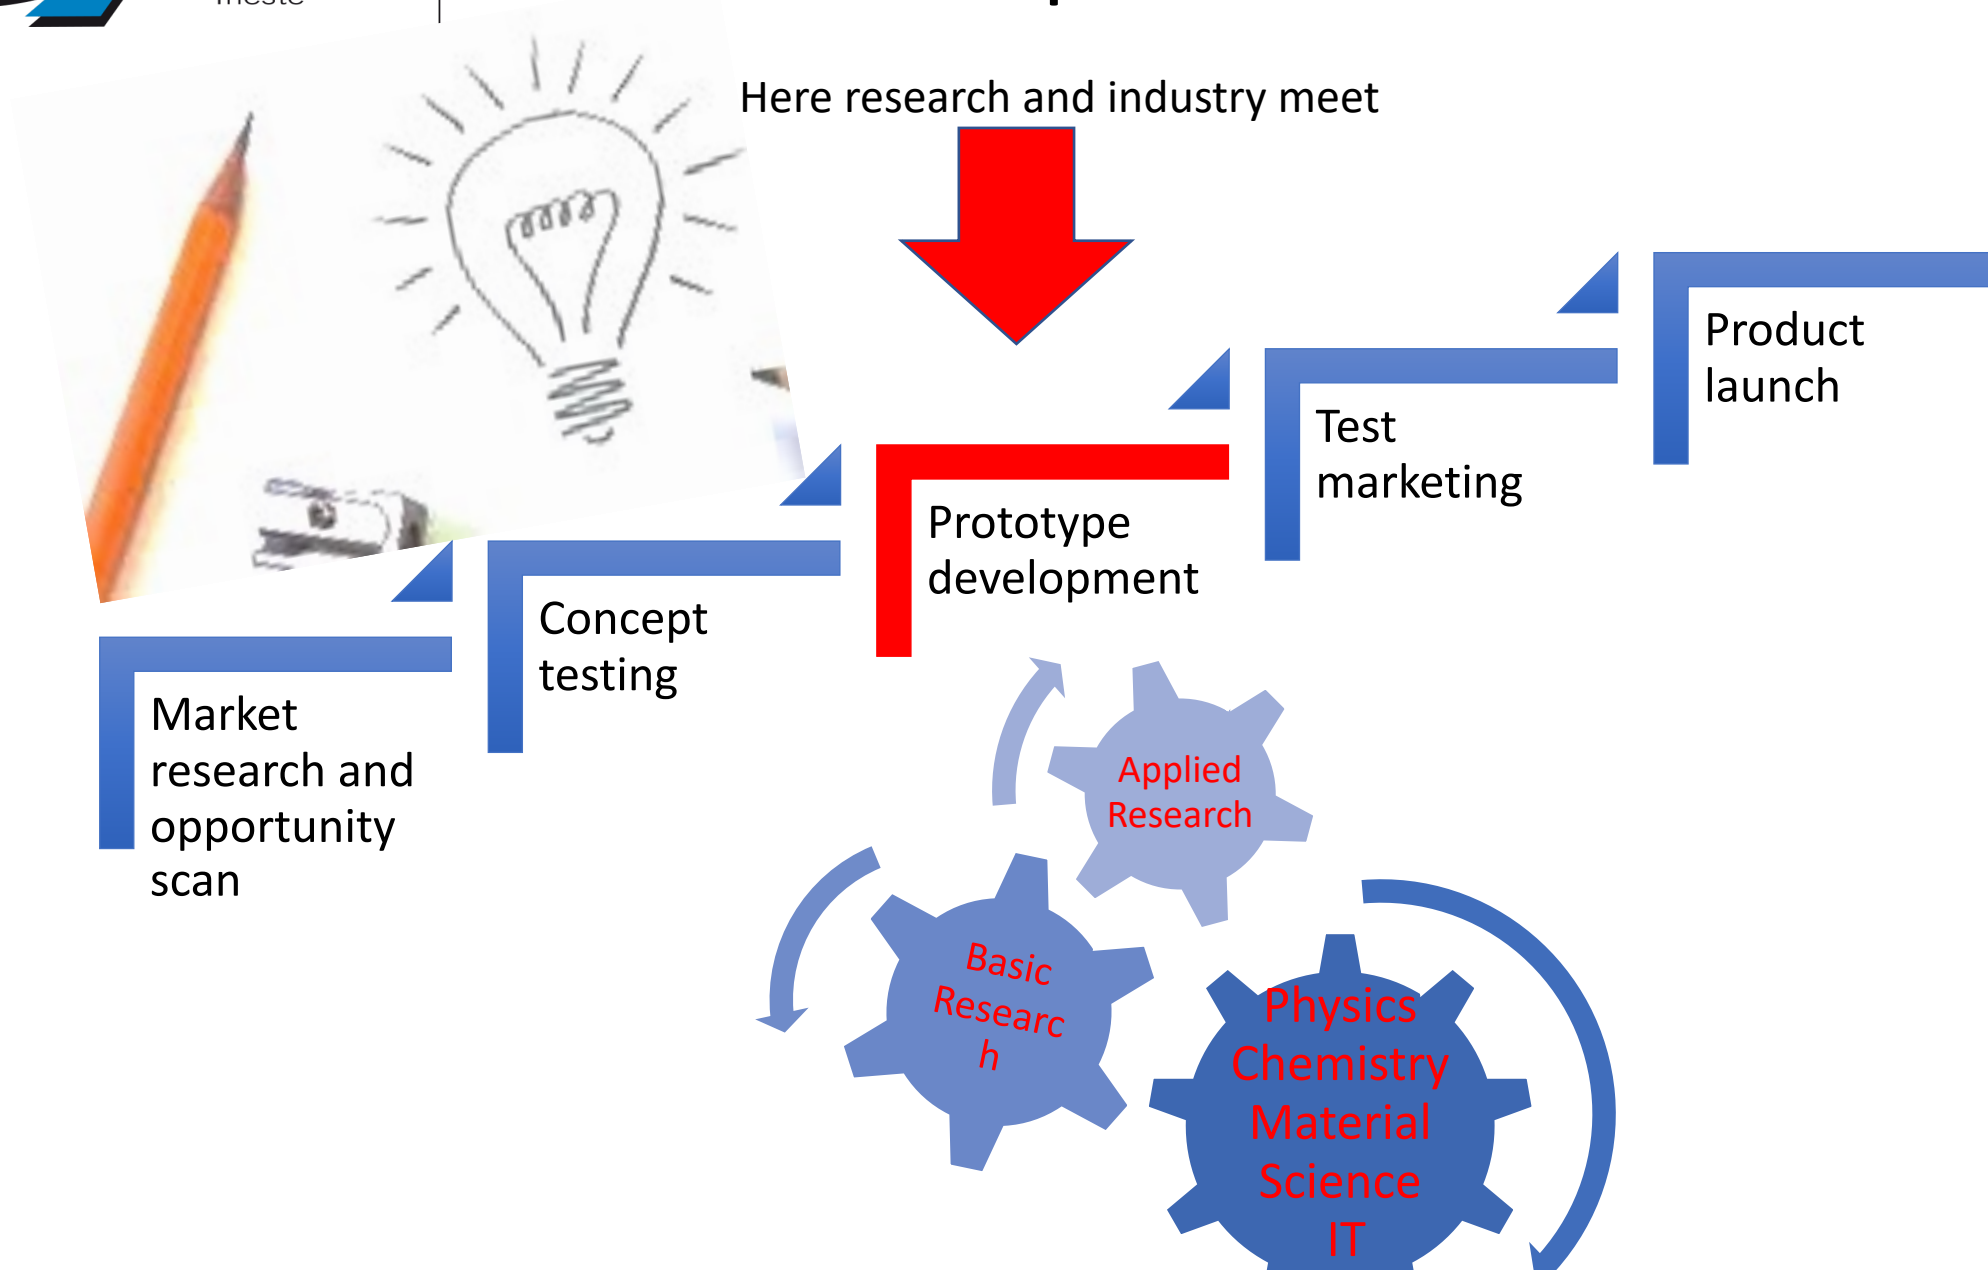 Here research and industry meet
Product
launch
Test
marketing
Prototype
development
Concept
testing
Market
research and
opportunity
scan
Applied
Research
Basic
Researc
h
Physics
Chemistry
Material
Science
IT